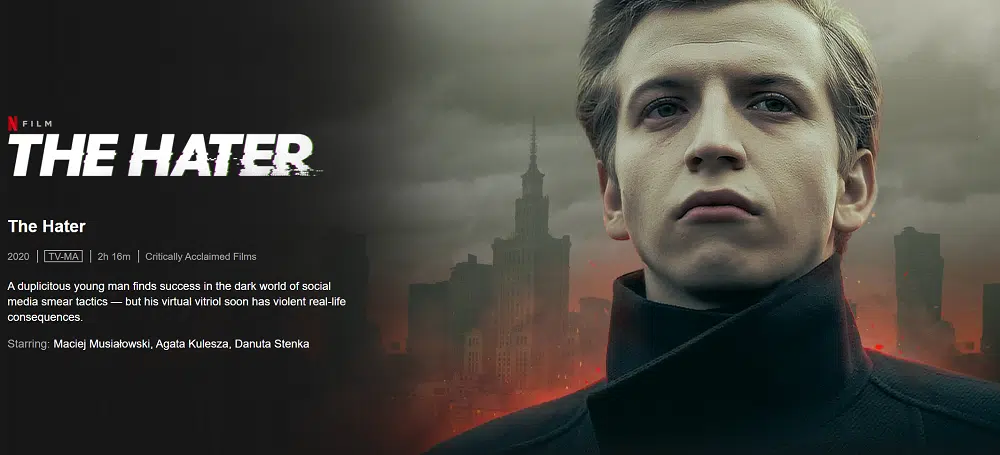 N FILM
THE HATER
The Hater
2020 | TV-MA | 2h 16m | Critically Acclaimed Films
A duplicitous young man finds success in the dark world of social
media smear tactics — but his virtual vitriol soon has violent real-life
consequences.
Starring: Maciej Musiałowski, Agata Kulesza, Danuta Stenka